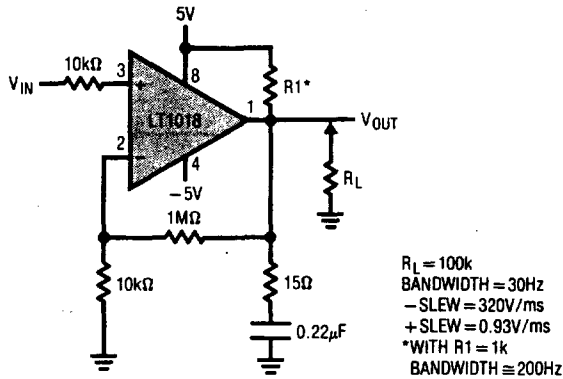 5V
10kΩ
V_IN
3
+
8
R1*
LT1018
1
V_OUT
2
−
4
−5V
R_L
1MΩ
10kΩ
15Ω
0.22µF
R_L = 100k
BANDWIDTH = 30Hz
− SLEW = 320V/ms
+ SLEW = 0.93V/ms
*WITH R1 = 1k
BANDWIDTH ≅ 200Hz